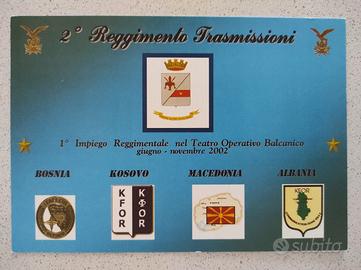 2° Reggimento Trasmissioni
1° Impiego Reggimentale nel Teatro Operativo Balcanico
giugno - novembre 2002
BOSNIA
KOSOVO
MACEDONIA
ALBANIA
KFOR
KФOR
KFOR
subito